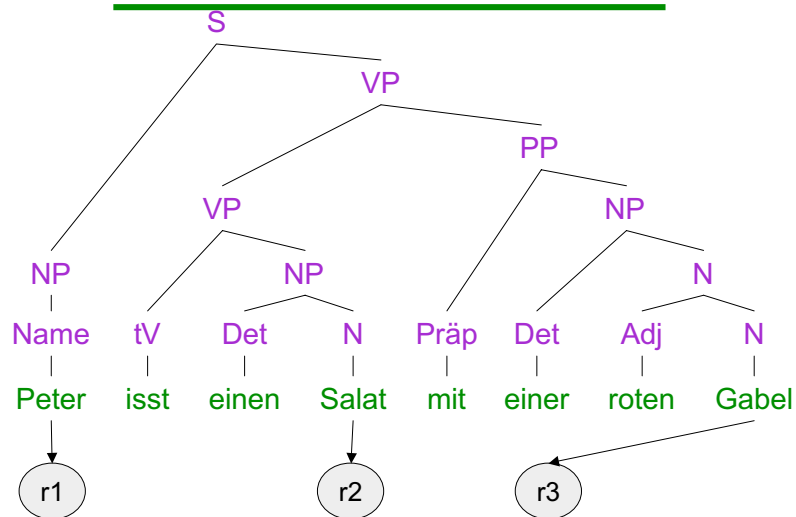 S
VP
PP
VP NP
NP NP N
Name tV Det N Präp Det Adj N
Peter isst einen Salat mit einer roten Gabel
r1 r2 r3